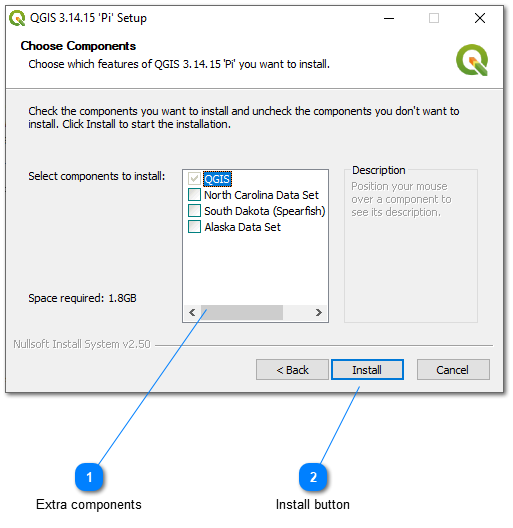 QGIS 3.14.15 'Pi' Setup
Choose Components
Choose which features of QGIS 3.14.15 'Pi' you want to install.
Check the components you want to install and uncheck the components you don't want to
install. Click Install to start the installation.
Select components to install:
QGIS
North Carolina Data Set
South Dakota (Spearfish)
Alaska Data Set
Description
Position your mouse
over a component to
see its description.
Space required: 1.8GB
Nullsoft Install System v2.50
< Back
Install
Cancel
1
2
Extra components
Install button